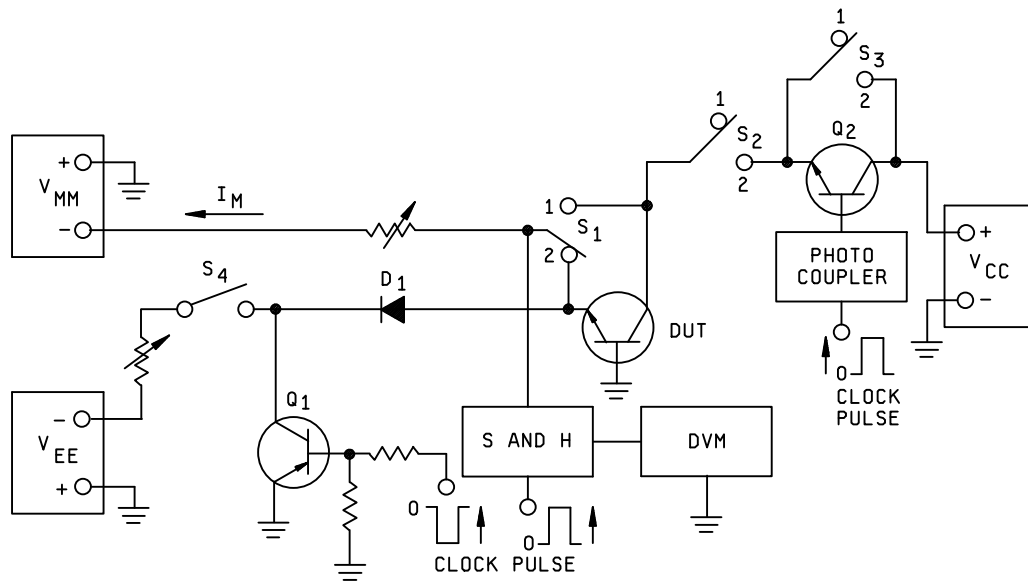 1
S3
2
Q2
1
S2
2
+
VMM
−
IM
1
S1
2
PHOTO
COUPLER
+
VCC
−
S4
D1
DUT
0
CLOCK
PULSE
Q1
−
VEE
+
S AND H
DVM
0
0
CLOCK PULSE